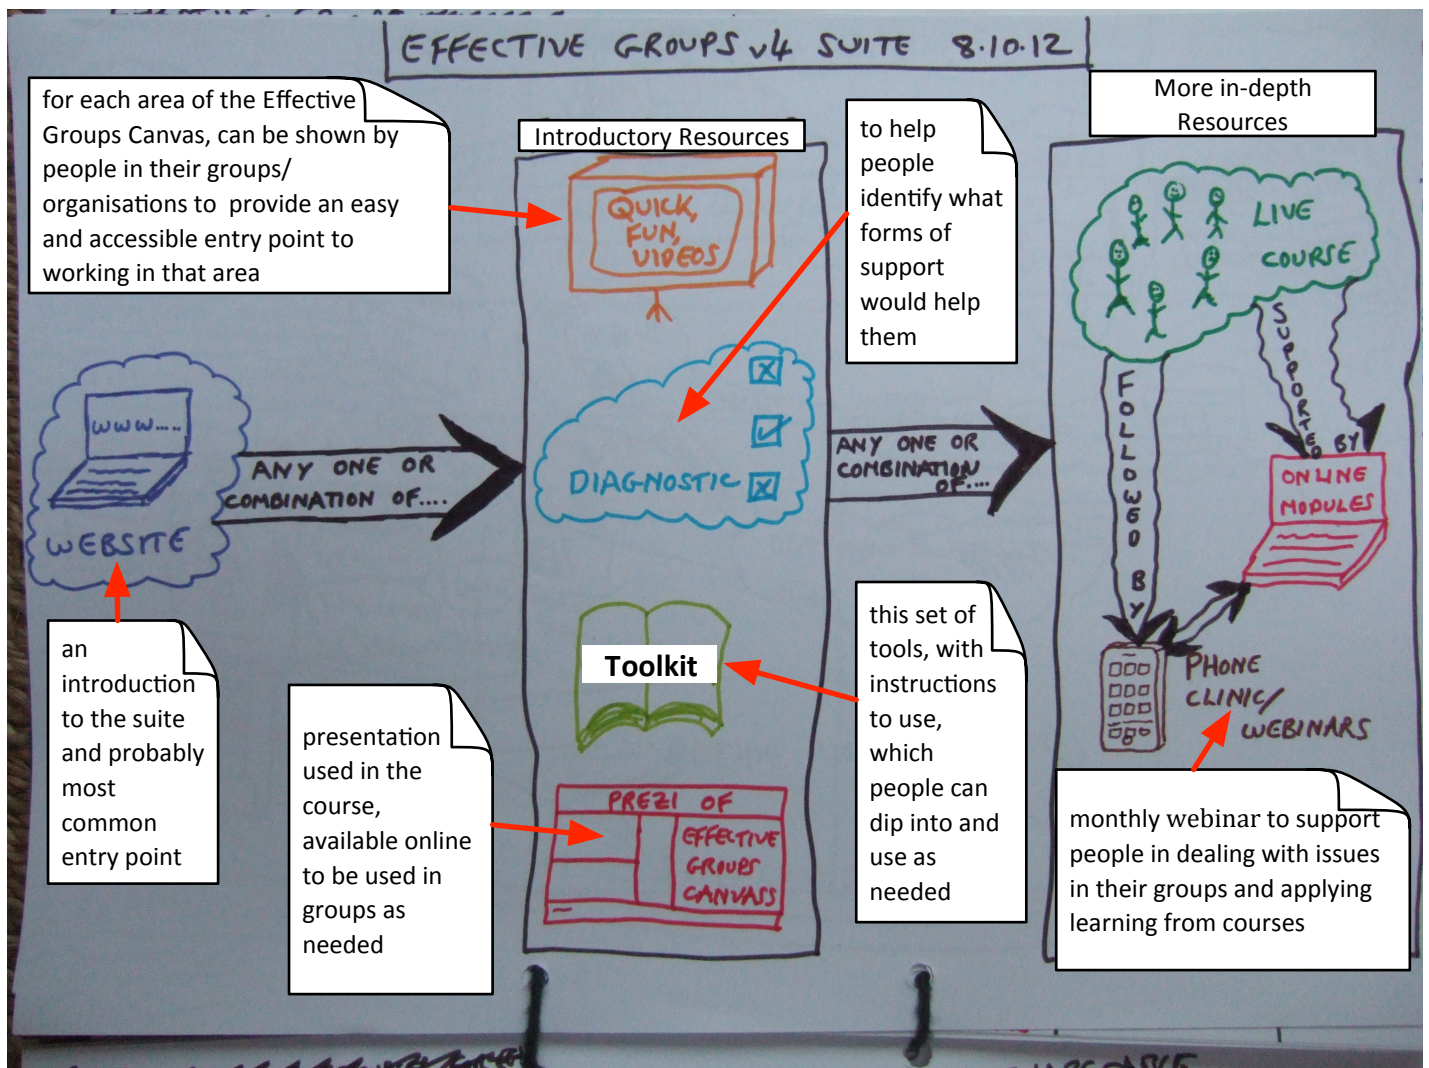 EFFECTIVE GROUPS v4 SUITE 8.10.12
for each area of the Effective
Groups Canvas, can be shown by
people in their groups/
organisations to provide an easy
and accessible entry point to
working in that area
Introductory Resources
QUICK,
FUN,
VIDEOS
to help
people
identify what
forms of
support
would help
them
More in-depth
Resources
LIVE
COURSE
WWW....
WEBSITE
ANY ONE OR
COMBINATION OF....
DIAGNOSTIC
ANY ONE OR
COMBINATION
OF....
FOLLOWED BY
SUPPORTED BY
ONLINE
MODULES
an
introduction
to the suite
and probably
most
common
entry point
presentation
used in the
course,
available online
to be used in
groups as
needed
Toolkit
this set of
tools, with
instructions
to use,
which
people can
dip into and
use as
needed
PREZI OF
EFFECTIVE
GROUPS
CANVASS
PHONE
CLINIC/
WEBINARS
monthly webinar to support
people in dealing with issues
in their groups and applying
learning from courses